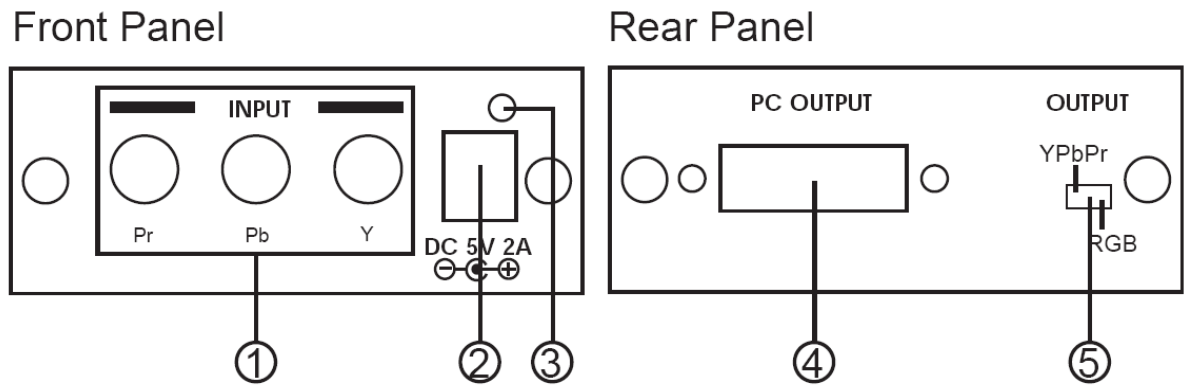 Front Panel
INPUT
Pr Pb Y
DC 5V 2A
① ② ③
Rear Panel
PC OUTPUT
OUTPUT
YPbPr
RGB
④ ⑤